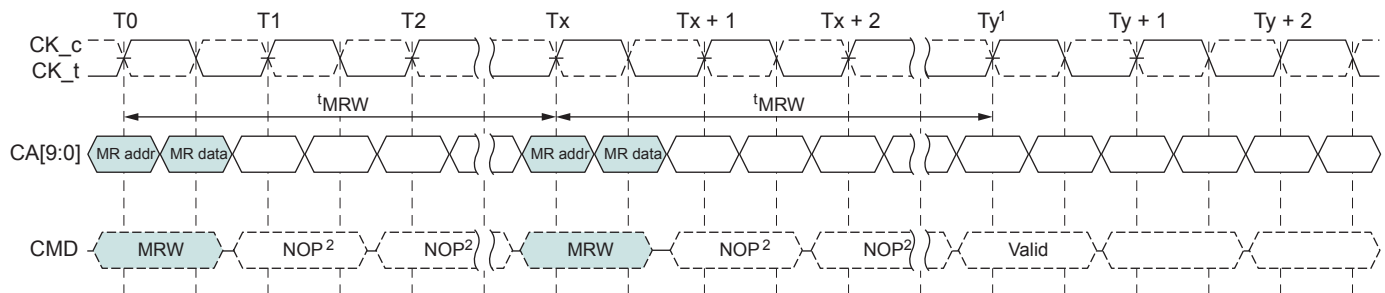 T0 T1 T2 Tx Tx + 1 Tx + 2 Ty¹ Ty + 1 Ty + 2
CK_c
CK_t
tMRW tMRW
CA[9:0] MR addr MR data MR addr MR data
CMD MRW NOP² NOP² MRW NOP² NOP² Valid